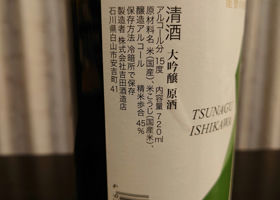 清酒
大吟醸 原酒
アルコール分 15度 内容量 720ml
原材料名 米(国産)、米こうじ(国産米)、
醸造アルコール 精米歩合 45%
保存方法 冷暗所で保存
製造者 株式会社吉田酒造店
石川県白山市安吉町41
TSUNAGU
ISHIKAWA